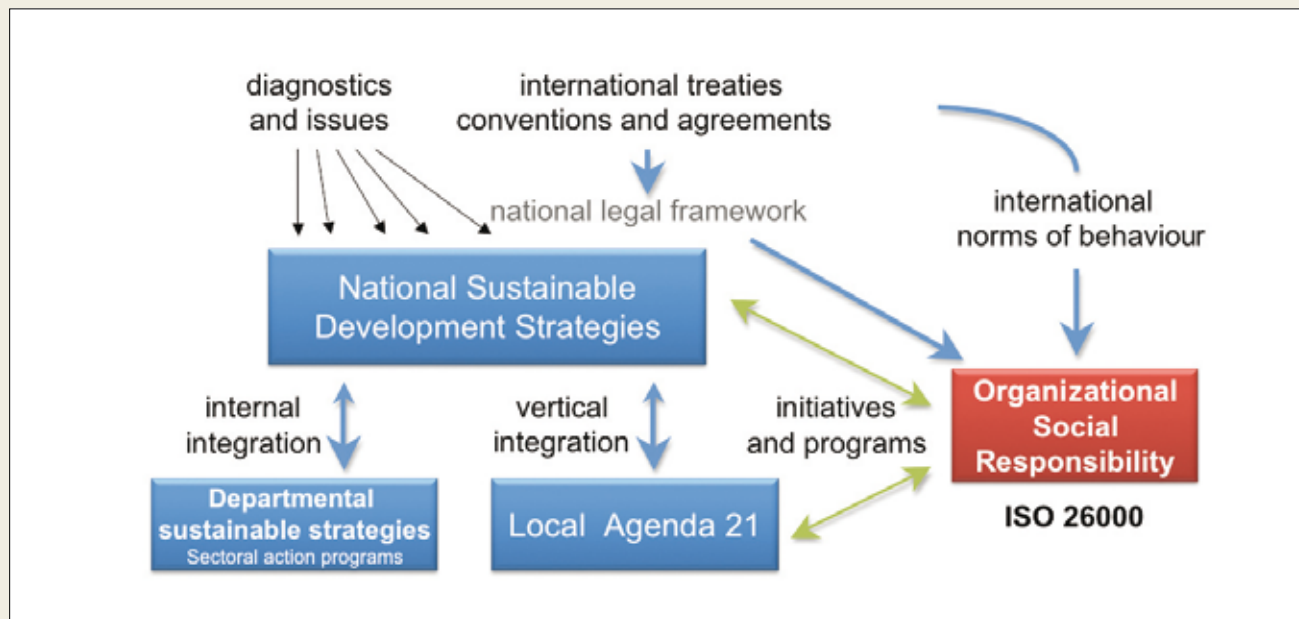 diagnostics
and issues
international treaties
conventions and agreements
national legal framework
international
norms of behaviour
National Sustainable
Development Strategies
internal
integration
vertical
integration
initiatives
and programs
Organizational
Social
Responsibility
ISO 26000
Departmental
sustainable strategies
Sectoral action programs
Local Agenda 21